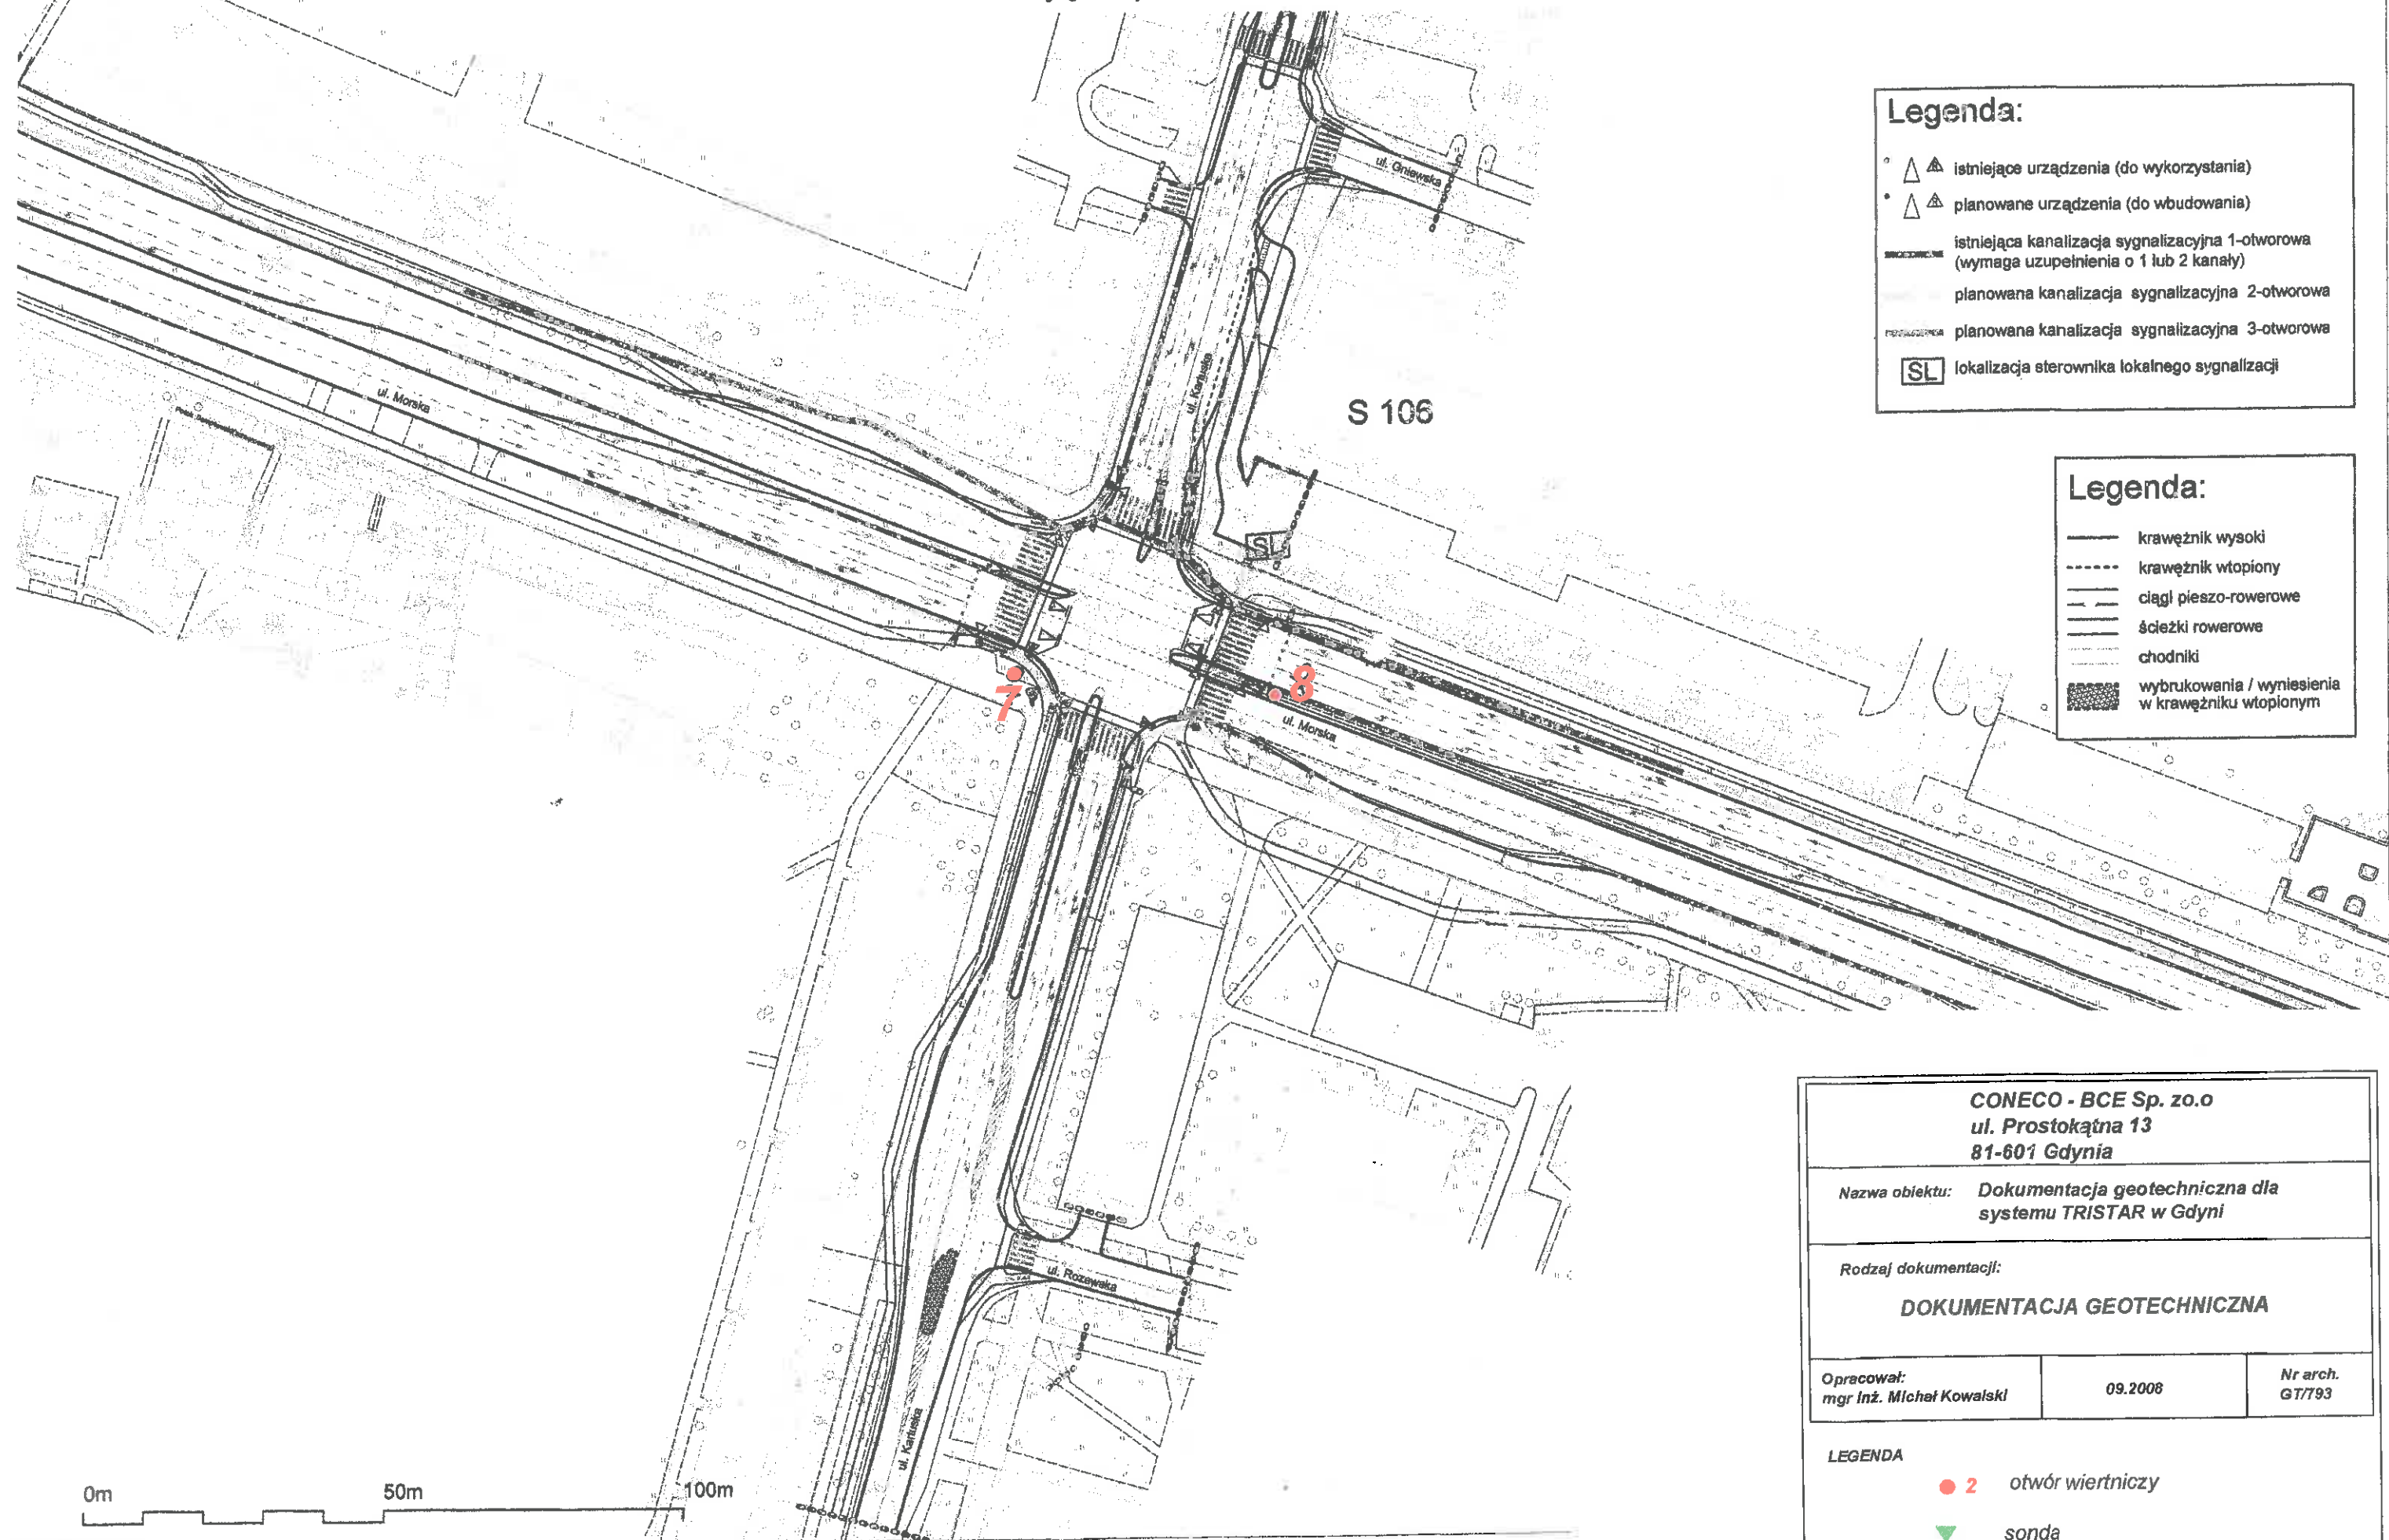 Legenda:
istniejące urządzenia (do wykorzystania)
planowane urządzenia (do wbudowania)
istniejąca kanalizacja sygnalizacyjna 1-otworowa
(wymaga uzupełnienia o 1 lub 2 kanały)
planowana kanalizacja sygnalizacyjna 2-otworowa
planowana kanalizacja sygnalizacyjna 3-otworowa
SL lokalizacja sterownika lokalnego sygnalizacji
Legenda:
krawężnik wysoki
krawężnik wtopiony
ciągi pieszo-rowerowe
ścieżki rowerowe
chodniki
wybrukowania / wyniesienia
w krawężniku wtopionym
ul. Gniewska
ul. Kartuska
ul. Morska
S 106
SL
7
8
ul. Morska
ul. Rozewska
ul. Kartuska
0m 50m 100m
CONECO - BCE Sp. zo.o
ul. Prostokątna 13
81-601 Gdynia
Nazwa obiektu: Dokumentacja geotechniczna dla
systemu TRISTAR w Gdyni
Rodzaj dokumentacji:
DOKUMENTACJA GEOTECHNICZNA
Opracował:
mgr inż. Michał Kowalski
09.2008
Nr arch.
GT/793
LEGENDA
2 otwór wiertniczy
sonda